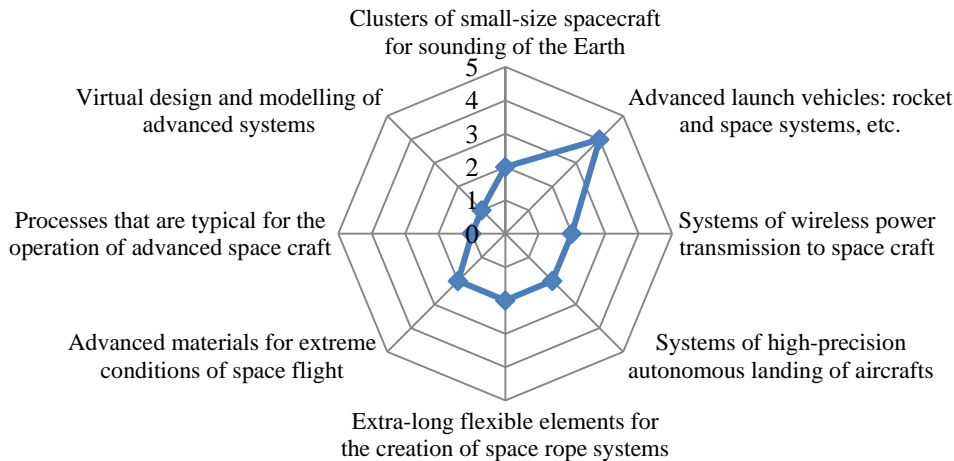 Clusters of small-size spacecraft
for sounding of the Earth
5
4
3
2
1
0
Advanced launch vehicles: rocket
and space systems, etc.
Systems of wireless power
transmission to space craft
Systems of high-precision
autonomous landing of aircrafts
Extra-long flexible elements for
the creation of space rope systems
Advanced materials for extreme
conditions of space flight
Processes that are typical for the
operation of advanced space craft
Virtual design and modelling of
advanced systems